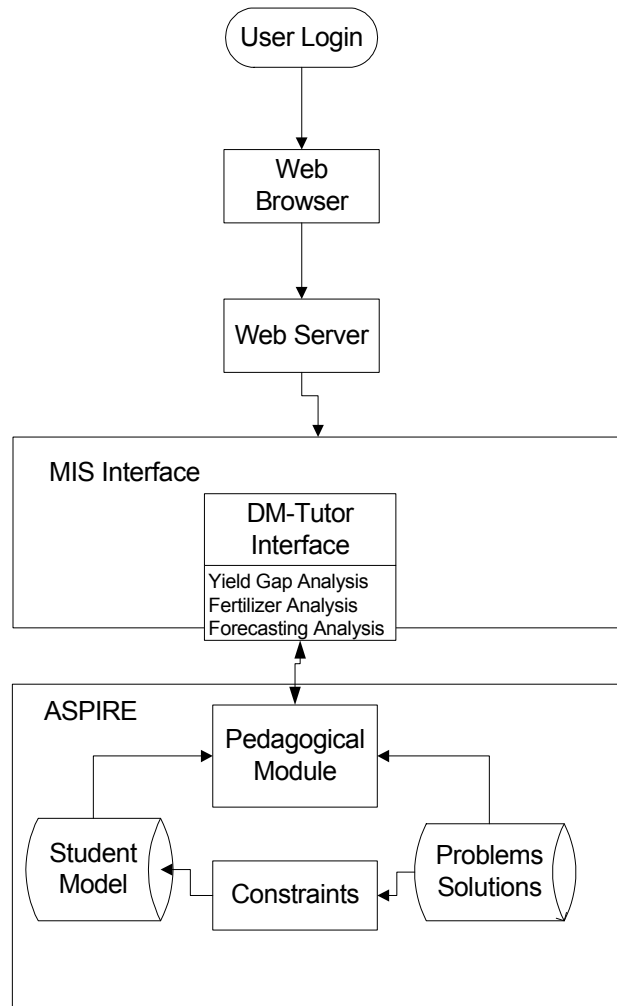 User Login
Web
Browser
Web Server
MIS Interface
DM-Tutor
Interface
Yield Gap Analysis
Fertilizer Analysis
Forecasting Analysis
ASPIRE
Pedagogical
Module
Student
Model
Constraints
Problems
Solutions